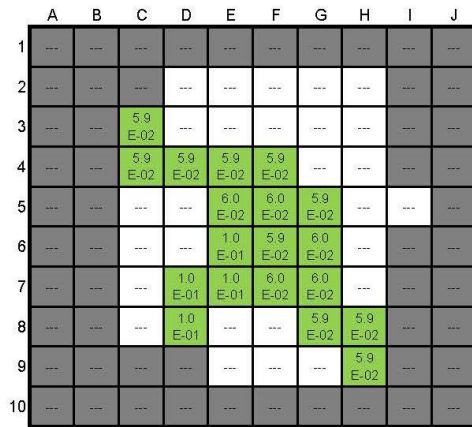 A B C D E F G H I J
1 --- --- --- --- --- --- --- --- --- ---
2 --- --- --- --- --- --- --- --- --- ---
3 --- --- 5.9 E-02 --- --- --- --- --- --- ---
4 --- --- 5.9 E-02 5.9 E-02 5.9 E-02 5.9 E-02 --- --- --- ---
5 --- --- --- --- 6.0 E-02 6.0 E-02 5.9 E-02 --- --- ---
6 --- --- --- --- 1.0 E-01 5.9 E-02 6.0 E-02 --- --- ---
7 --- --- --- 1.0 E-01 1.0 E-01 6.0 E-02 6.0 E-02 --- --- ---
8 --- --- --- 1.0 E-01 --- --- 5.9 E-02 5.9 E-02 --- ---
9 --- --- --- --- --- --- --- 5.9 E-02 --- ---
10 --- --- --- --- --- --- --- --- --- ---